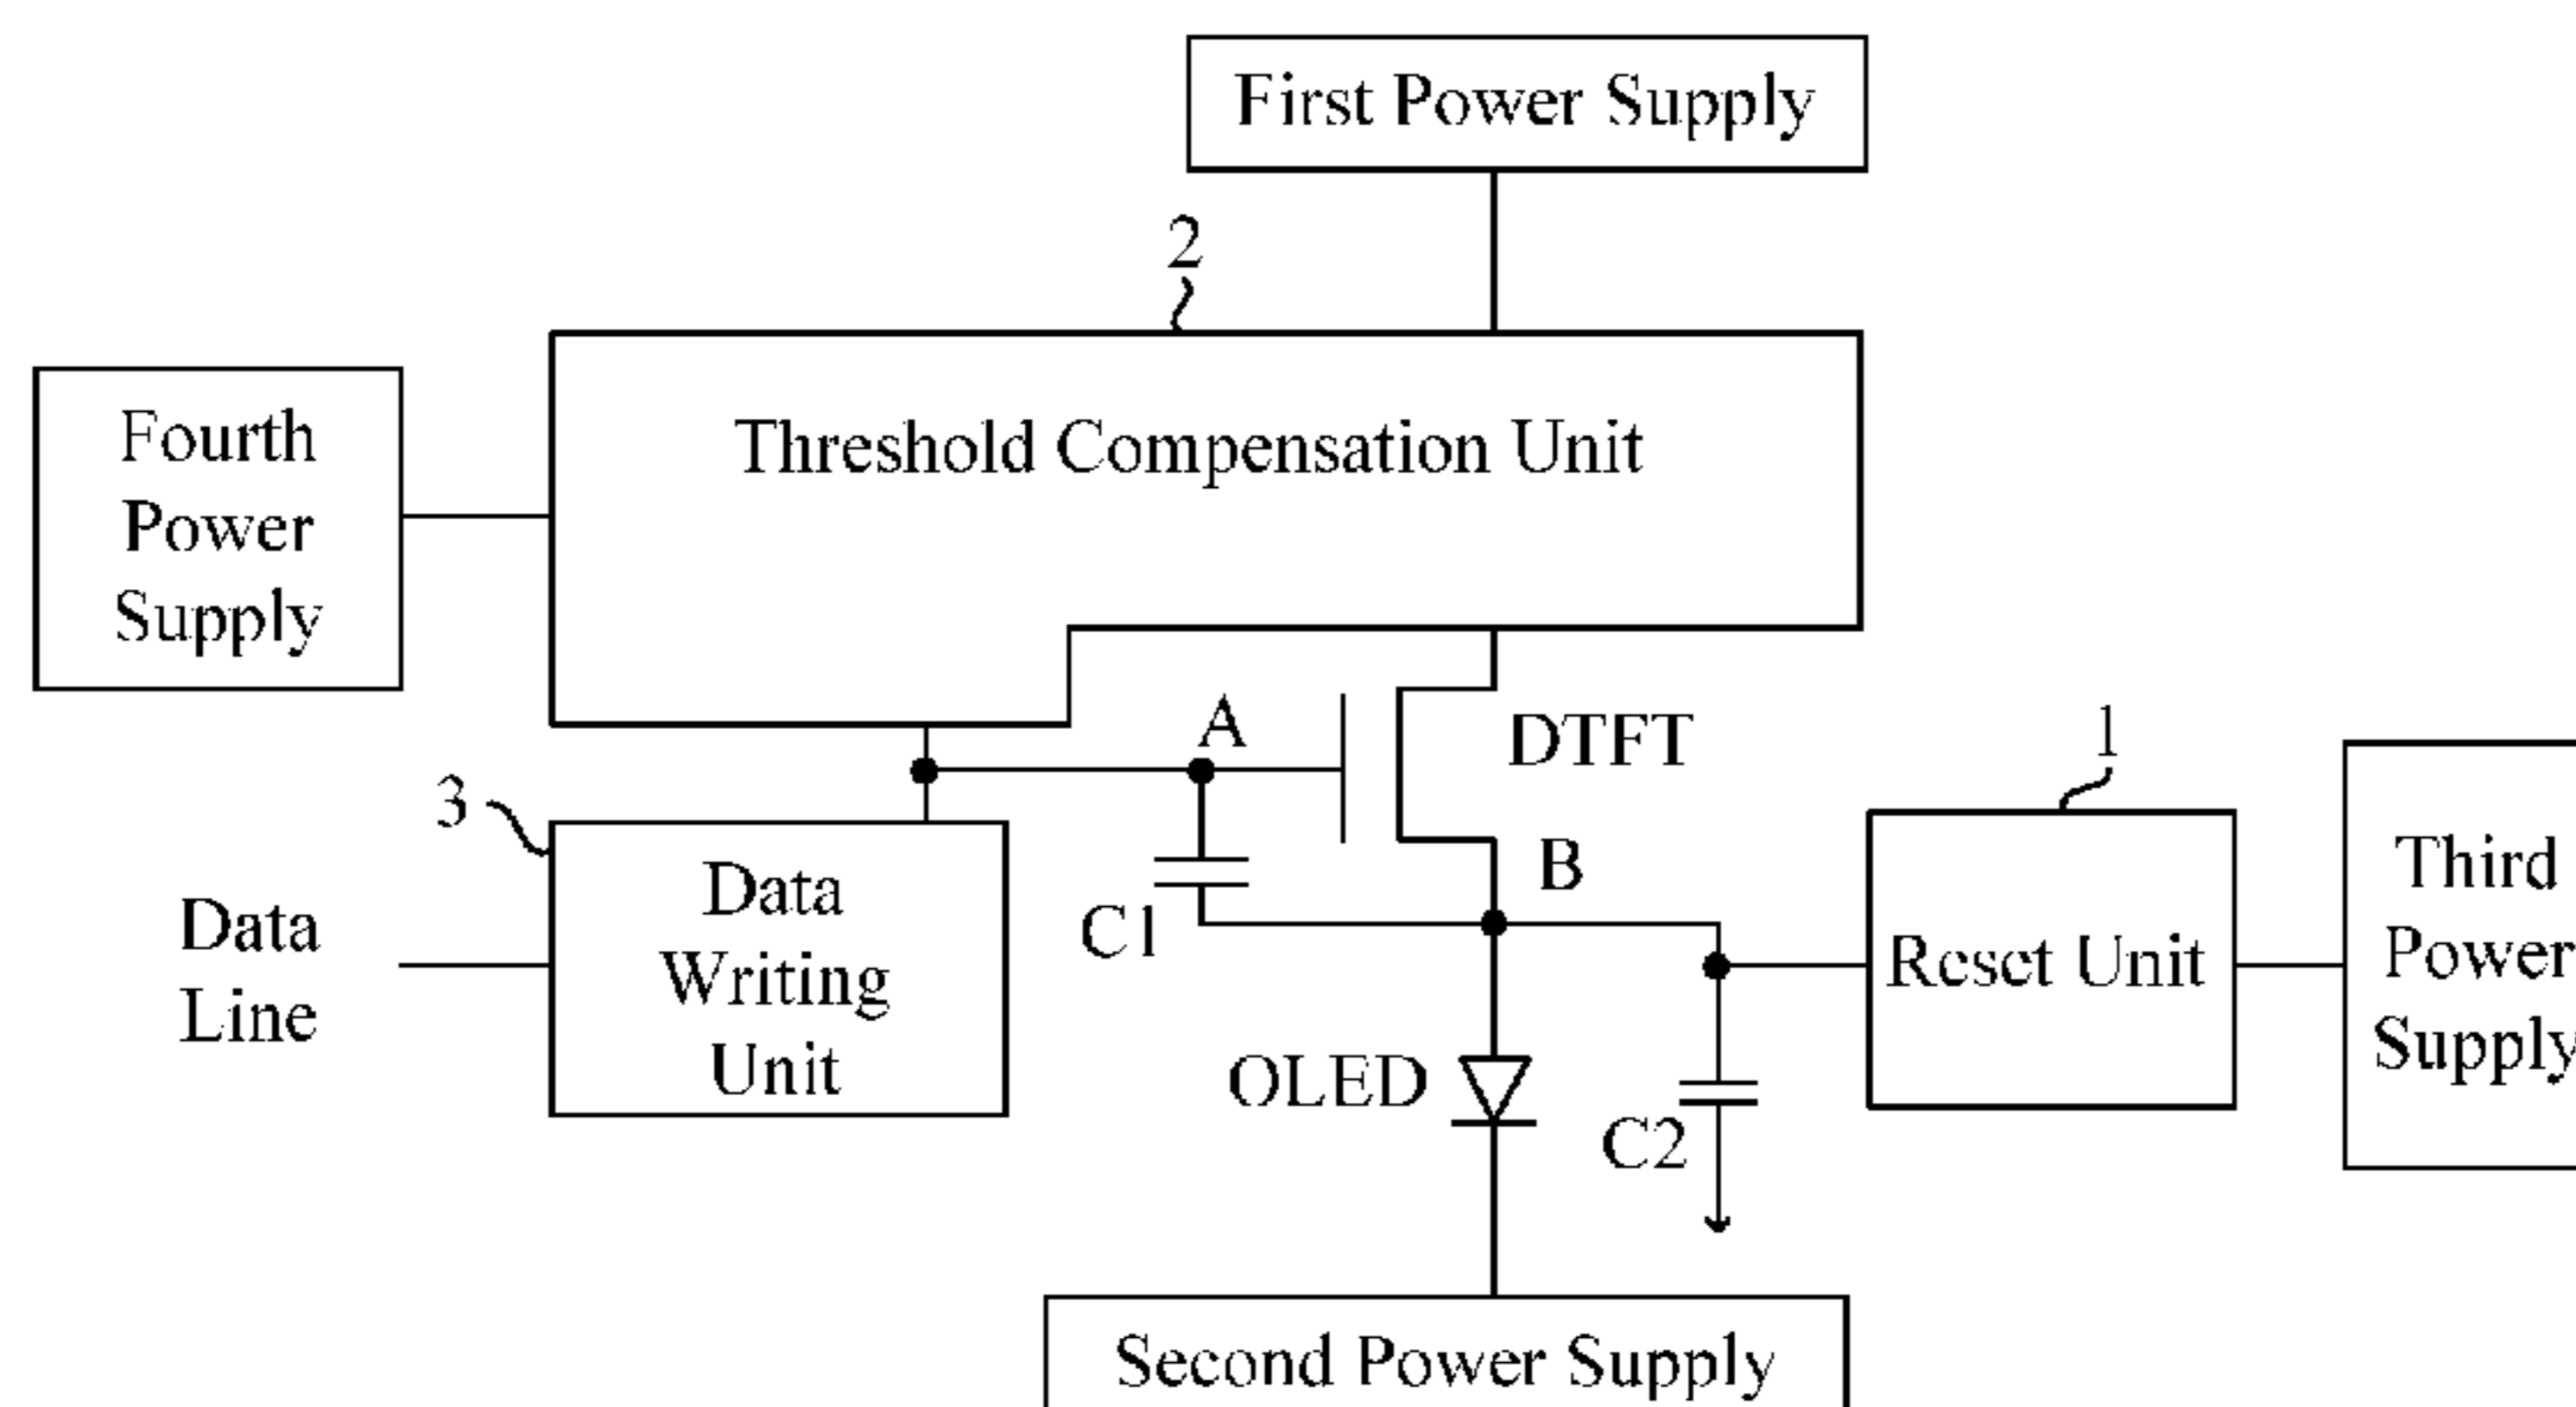 First Power Supply
2
Fourth
Power
Supply
Threshold Compensation Unit
A
DTFT
1
3
B
Data
Line
Data
Writing
Unit
C1
Reset Unit
Third
Power
Supply
OLED
C2
Second Power Supply